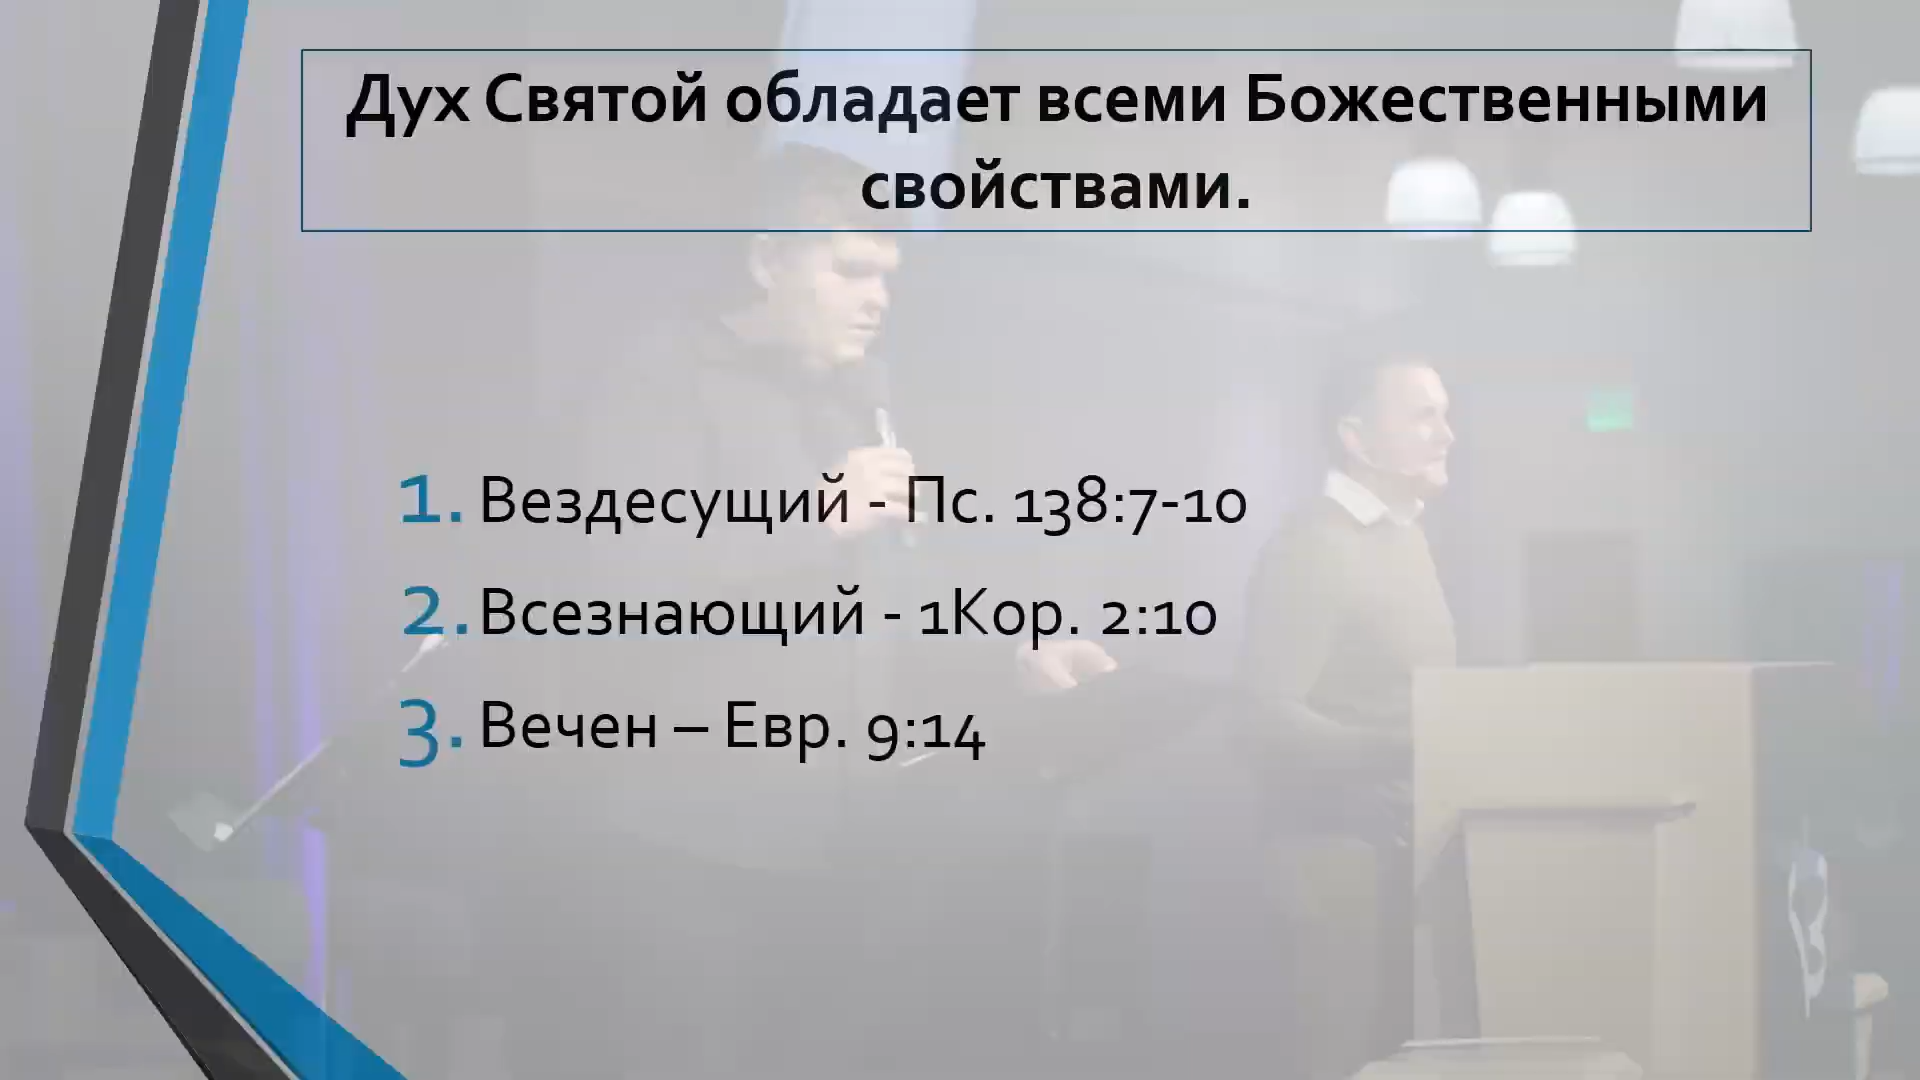 Дух Святой обладает всеми Божественными
свойствами.
1. Вездесущий - Пс. 138:7-10
2. Всезнающий - 1Кор. 2:10
3. Вечен – Евр. 9:14